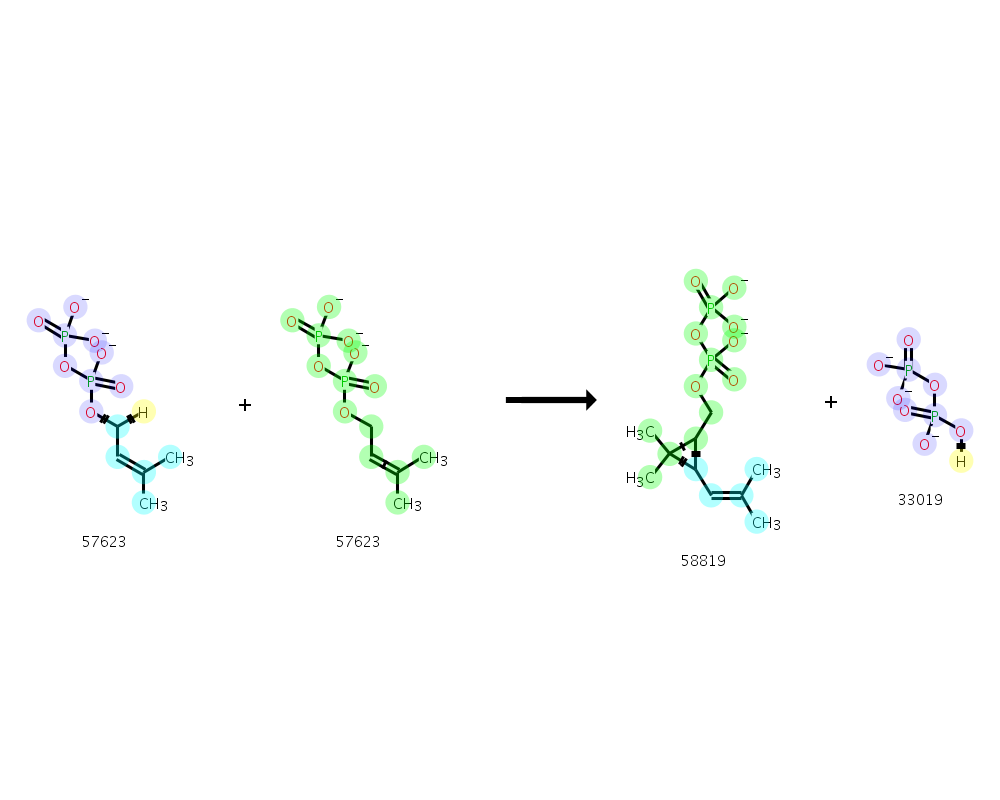 O O⁻ P O⁻ O⁻ O P O O H CH₃ CH₃
57623
+
O O⁻ P O⁻ O⁻ O P O O CH₃ CH₃
57623
O O⁻ P O O⁻ O⁻ P O O H₃C H₃C CH₃ CH₃
58819
+
O O⁻ P O O⁻ O P O O⁻ H
33019